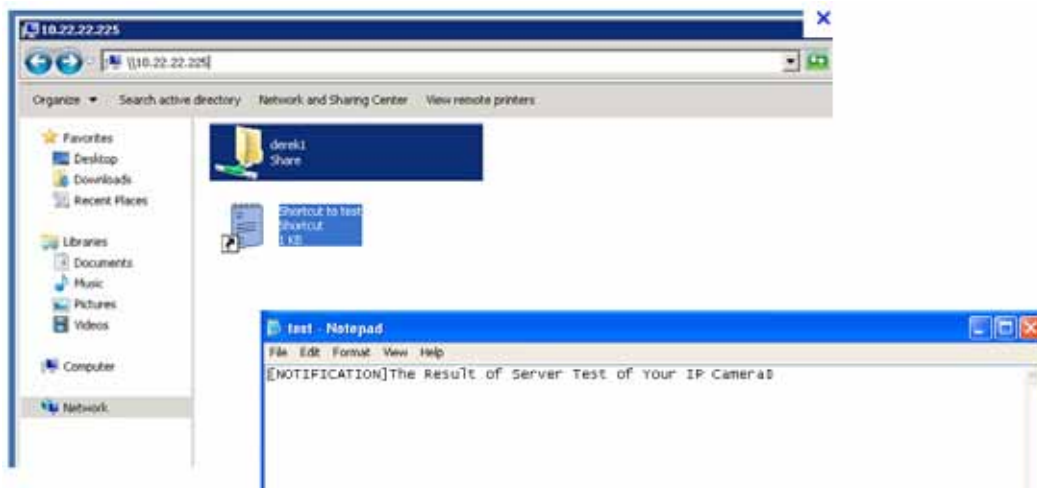 10.22.22.225
\\10.22.22.225
Organize Search active directory Network and Sharing Center View remote printers
Favorites
Desktop
Downloads
Recent Places
Libraries
Documents
Music
Pictures
Videos
Computer
Network
derek1
Share
Shortcut to test
Shortcut
1 KB
test - Notepad
File Edit Format View Help
[NOTIFICATION]The Result of Server Test of Your IP Camera